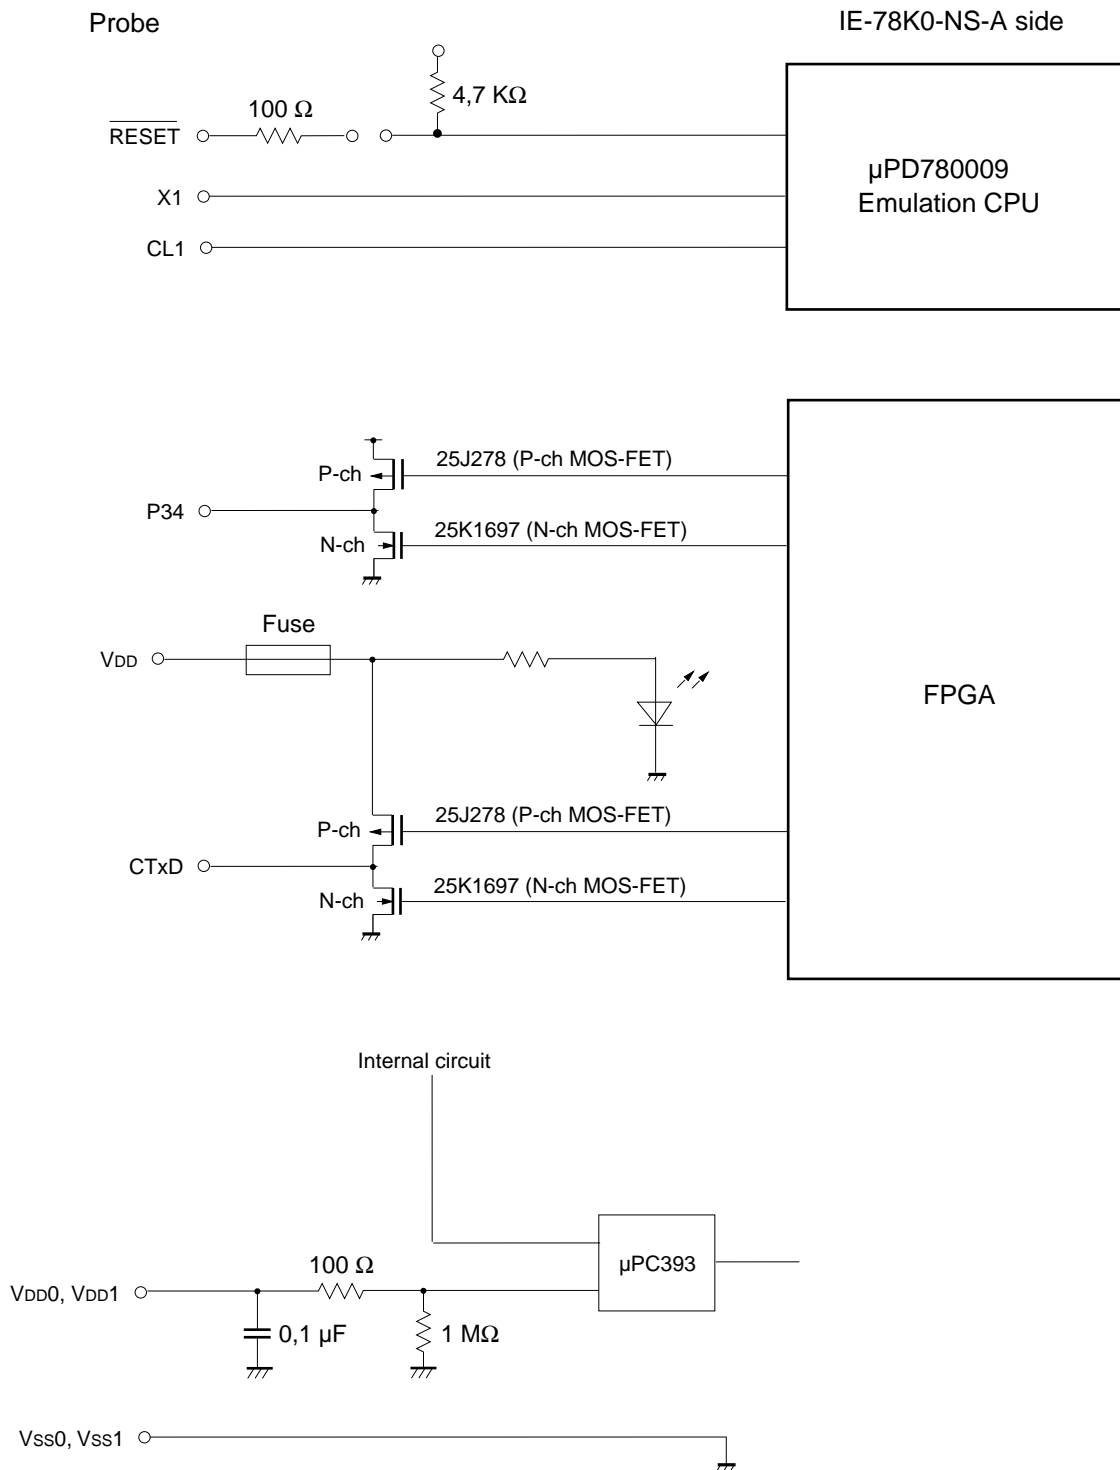 Probe
IE-78K0-NS-A side
4,7 KΩ
100 Ω
RESET
µPD780009
Emulation CPU
X1
CL1
25J278 (P-ch MOS-FET)
P-ch
P34
25K1697 (N-ch MOS-FET)
N-ch
Fuse
VDD
FPGA
25J278 (P-ch MOS-FET)
P-ch
CTxD
25K1697 (N-ch MOS-FET)
N-ch
Internal circuit
µPC393
100 Ω
VDD0, VDD1
0,1 µF
1 MΩ
Vss0, Vss1